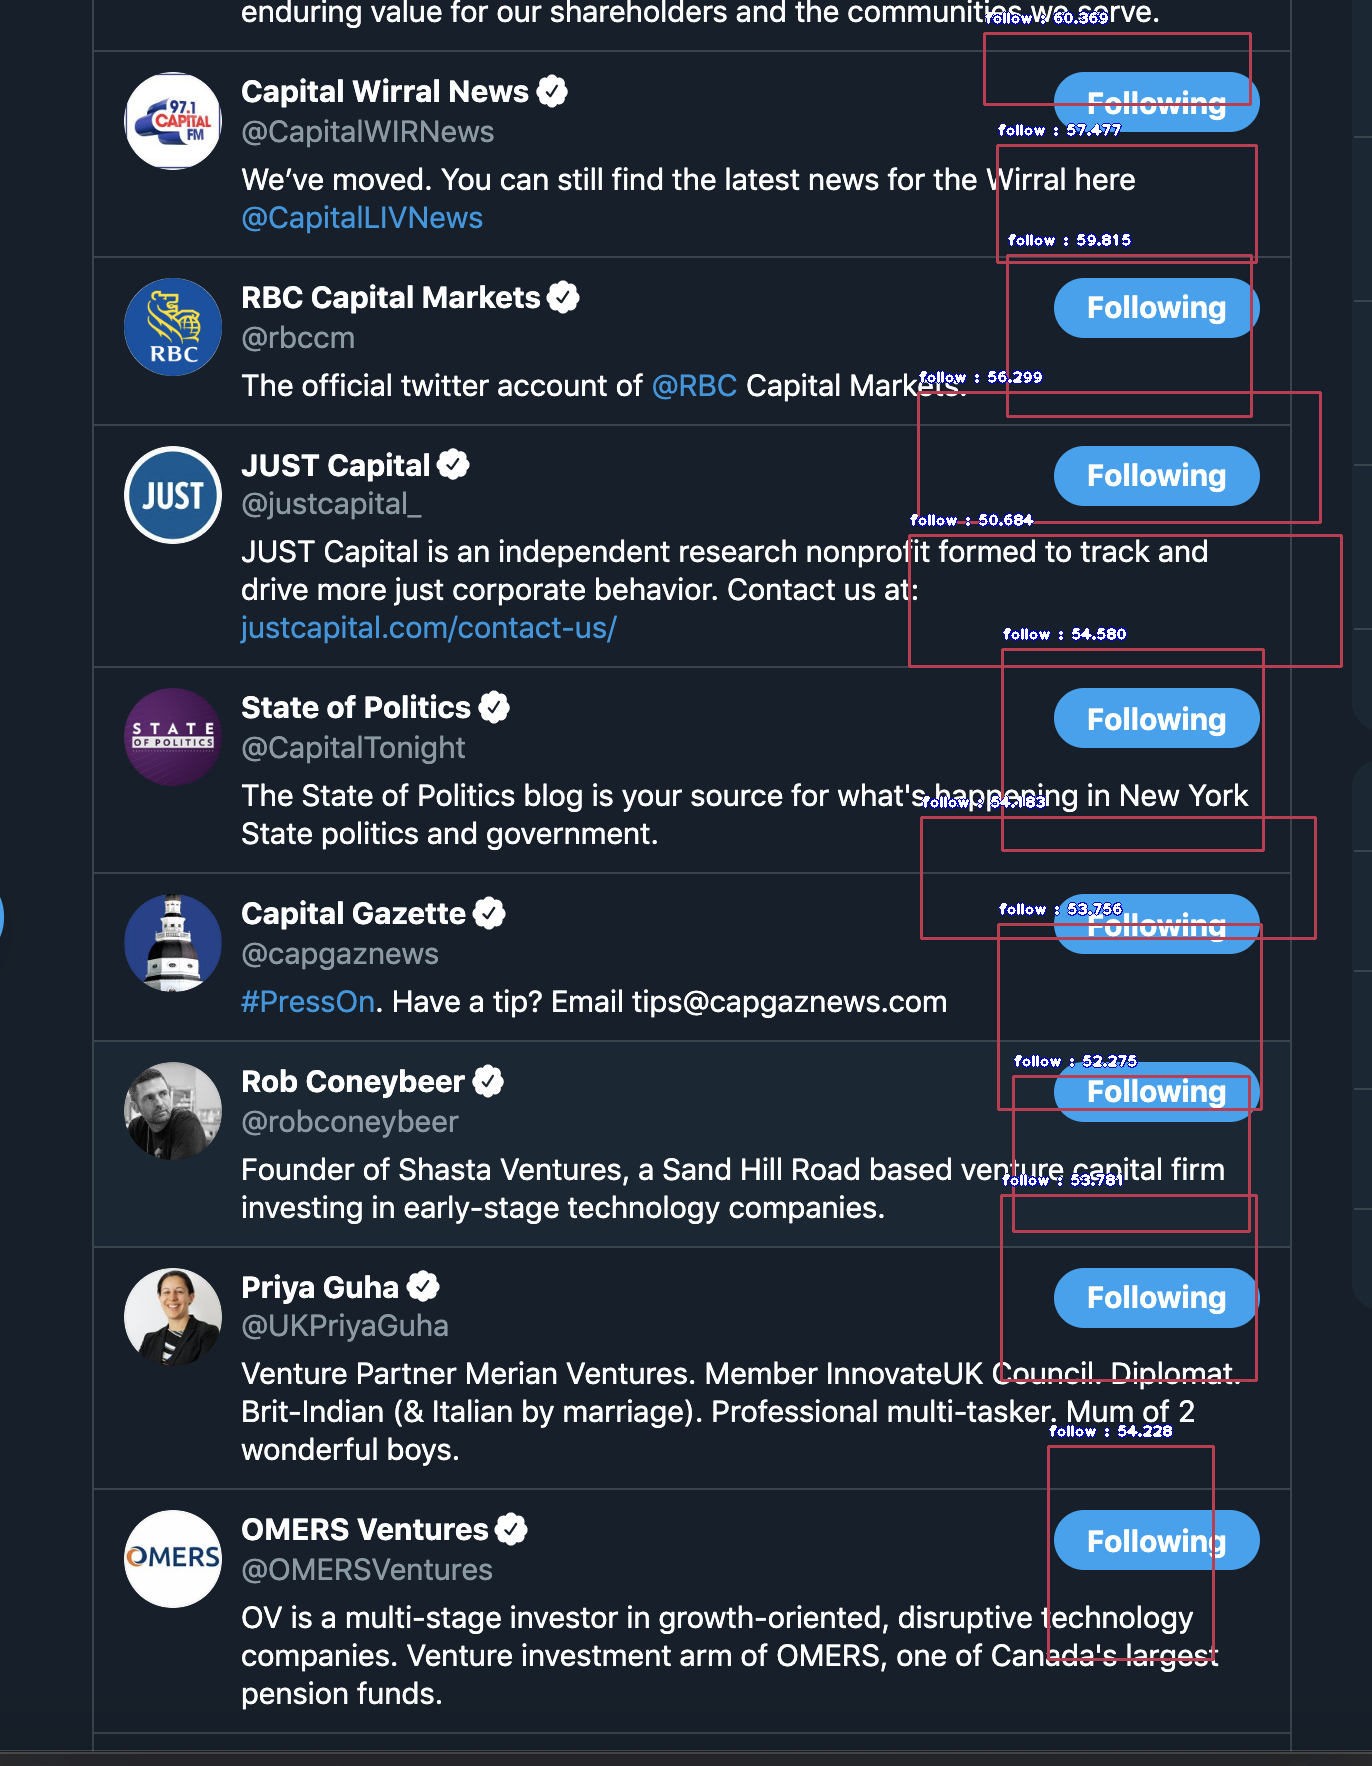 enduring value for our shareholders and the communities we serve.
follow : 60.369
Capital Wirral News
Following
97.1
CAPITAL
FM
@CapitalWIRNews
follow : 57.477
We’ve moved. You can still find the latest news for the Wirral here
@CapitalLIVNews
follow : 59.815
RBC Capital Markets
Following
RBC
@rbccm
The official twitter account of @RBC Capital Markets.
follow : 56.299
JUST Capital
Following
JUST
@justcapital_
follow : 50.684
JUST Capital is an independent research nonprofit formed to track and
drive more just corporate behavior. Contact us at:
justcapital.com/contact-us/
follow : 54.580
State of Politics
Following
STATE
OF POLITICS
@CapitalTonight
The State of Politics blog is your source for what's happening in New York
follow : 54.183
State politics and government.
Capital Gazette
follow : 53.756
Following
@capgaznews
#PressOn. Have a tip? Email tips@capgaznews.com
follow : 52.275
Rob Coneybeer
Following
@robconeybeer
Founder of Shasta Ventures, a Sand Hill Road based venture capital firm
follow : 53.781
investing in early-stage technology companies.
Priya Guha
Following
@UKPriyaGuha
Venture Partner Merian Ventures. Member InnovateUK Council. Diplomat.
Brit-Indian (& Italian by marriage). Professional multi-tasker. Mum of 2
follow : 54.228
wonderful boys.
OMERS Ventures
Following
OMERS
@OMERSVentures
OV is a multi-stage investor in growth-oriented, disruptive technology
companies. Venture investment arm of OMERS, one of Canada's largest
pension funds.